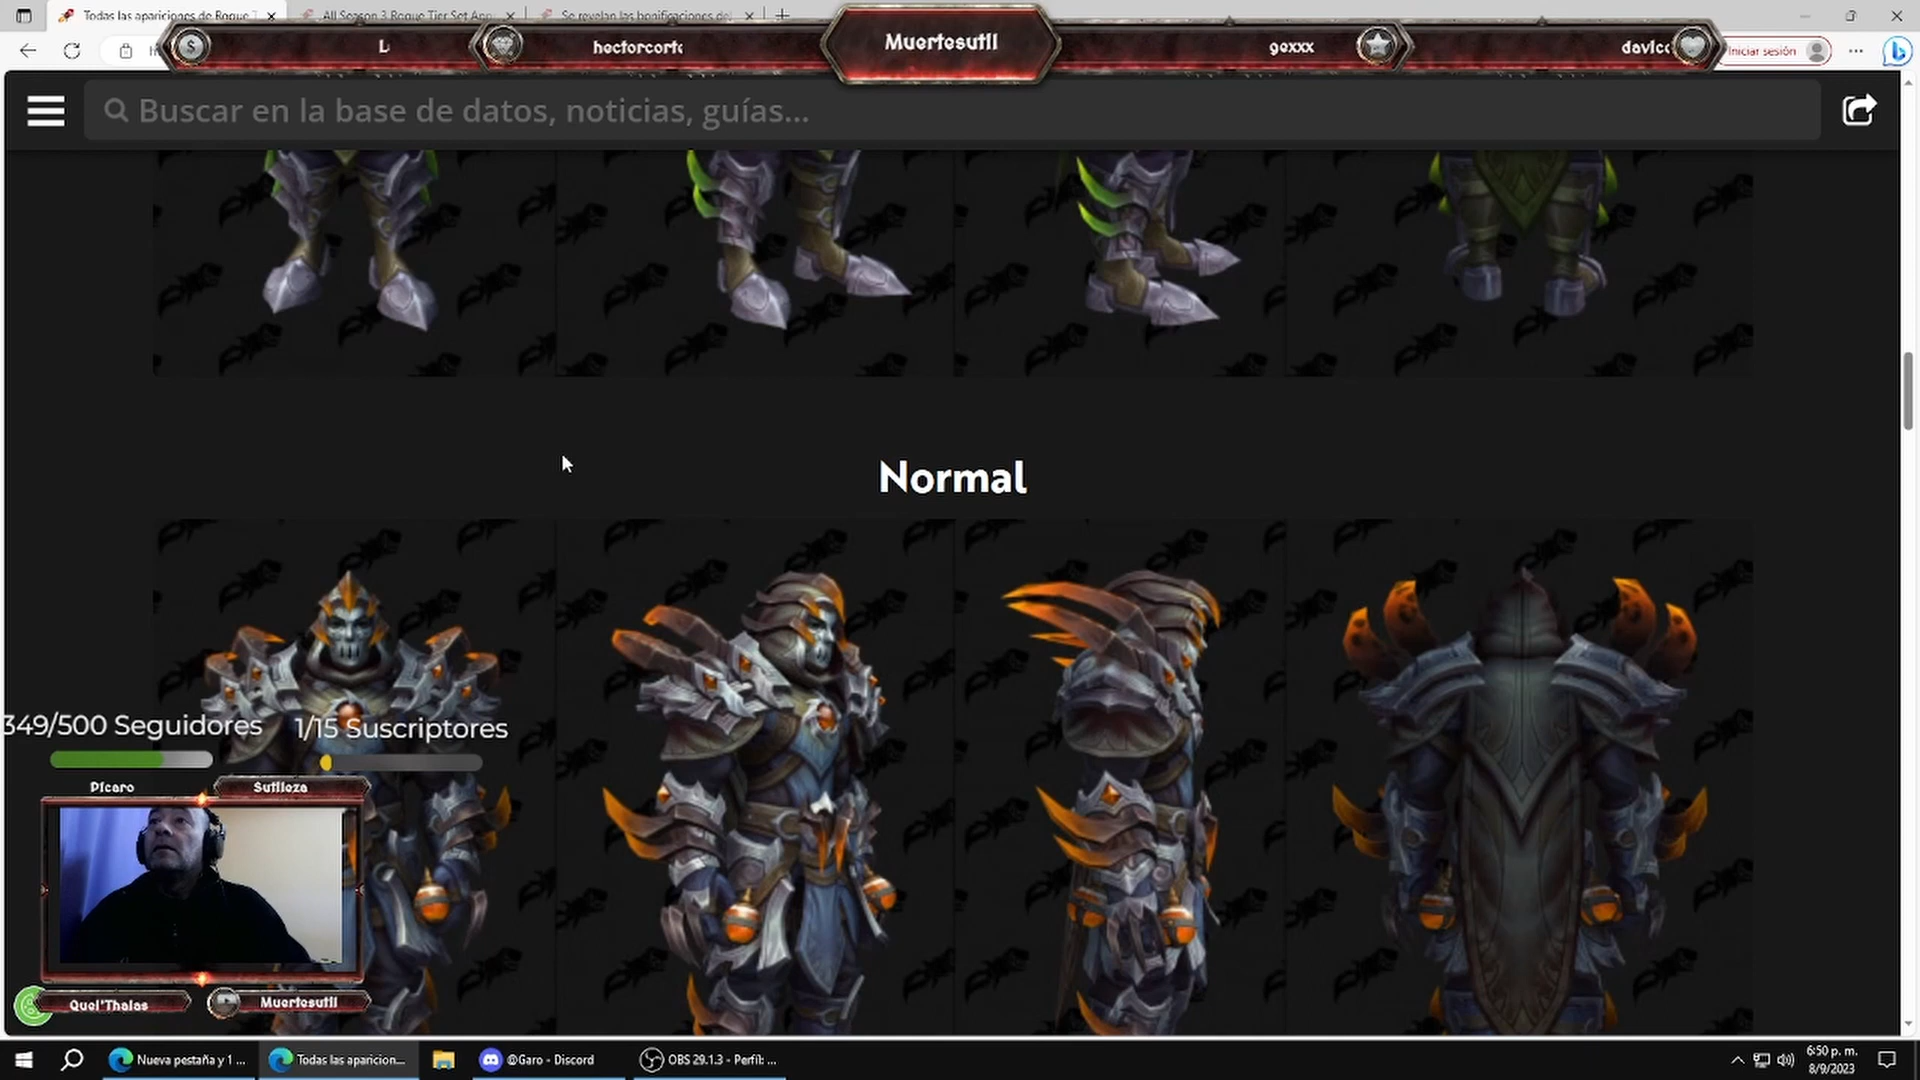 Todas las apariciones de Rogue T
All Season 3 Rogue Tier Set App
Se revelan las bonificaciones de
hectorcort
Muertesutil
gexxx
davicc
Iniciar sesión
Buscar en la base de datos, noticias, guías...
Normal
349/500 Seguidores
1/15 Suscriptores
Pícaro
Sutileza
Quel'Thalas
Muertesutil
Nueva pestaña y 1 ...
Todas las aparicion...
@Garo - Discord
OBS 29.1.3 - Perfil: ...
6:50 p. m.
8/9/2023